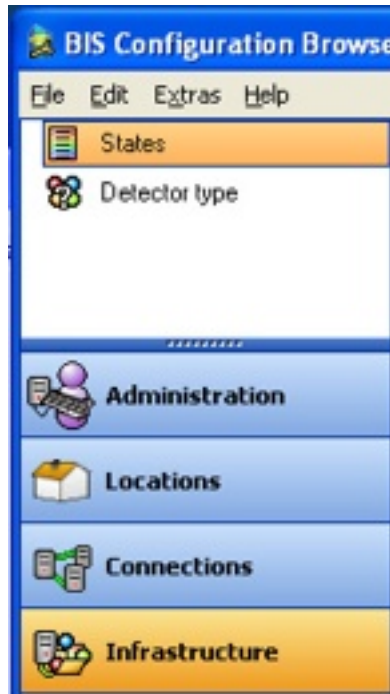 BIS Configuration Browse
File Edit Extras Help
States
Detector type
Administration
Locations
Connections
Infrastructure